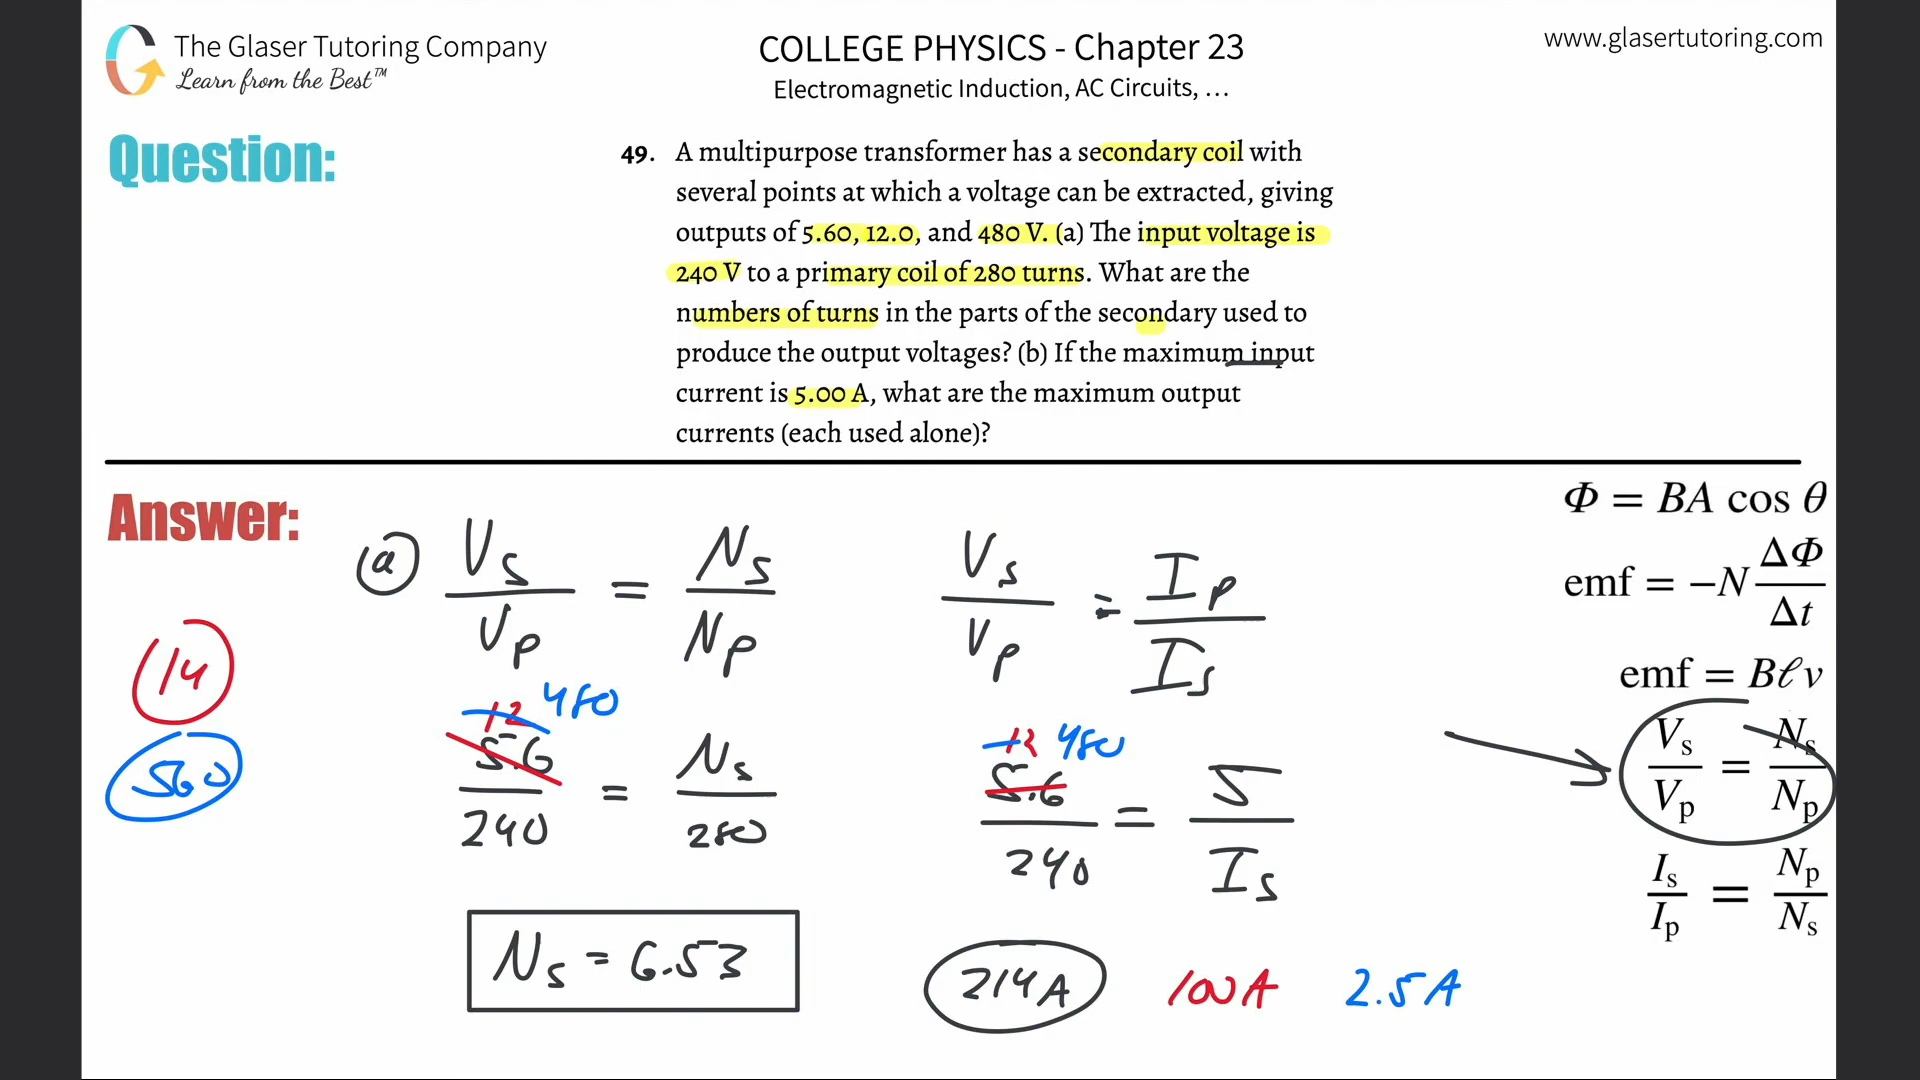 The Glaser Tutoring Company
Learn from the Best™
COLLEGE PHYSICS - Chapter 23
Electromagnetic Induction, AC Circuits, …
www.glasertutoring.com
Question:
49. A multipurpose transformer has a secondary coil with
several points at which a voltage can be extracted, giving
outputs of 5.60, 12.0, and 480 V. (a) The input voltage is
240 V to a primary coil of 280 turns. What are the
numbers of turns in the parts of the secondary used to
produce the output voltages? (b) If the maximum input
current is 5.00 A, what are the maximum output
currents (each used alone)?
Answer:
(a) Vs/Vp = Ns/Np
Vs/Vp = Ip/Is
14
560
12 480
5.6/240 = Ns/280
Ns = 6.53
12 480
5.6/240 = 5/Is
214A 100A 2.5A
Φ = BA cos θ
emf = −N ΔΦ/Δt
emf = Bℓv
Vs/Vp = Ns/Np
Is/Ip = Np/Ns